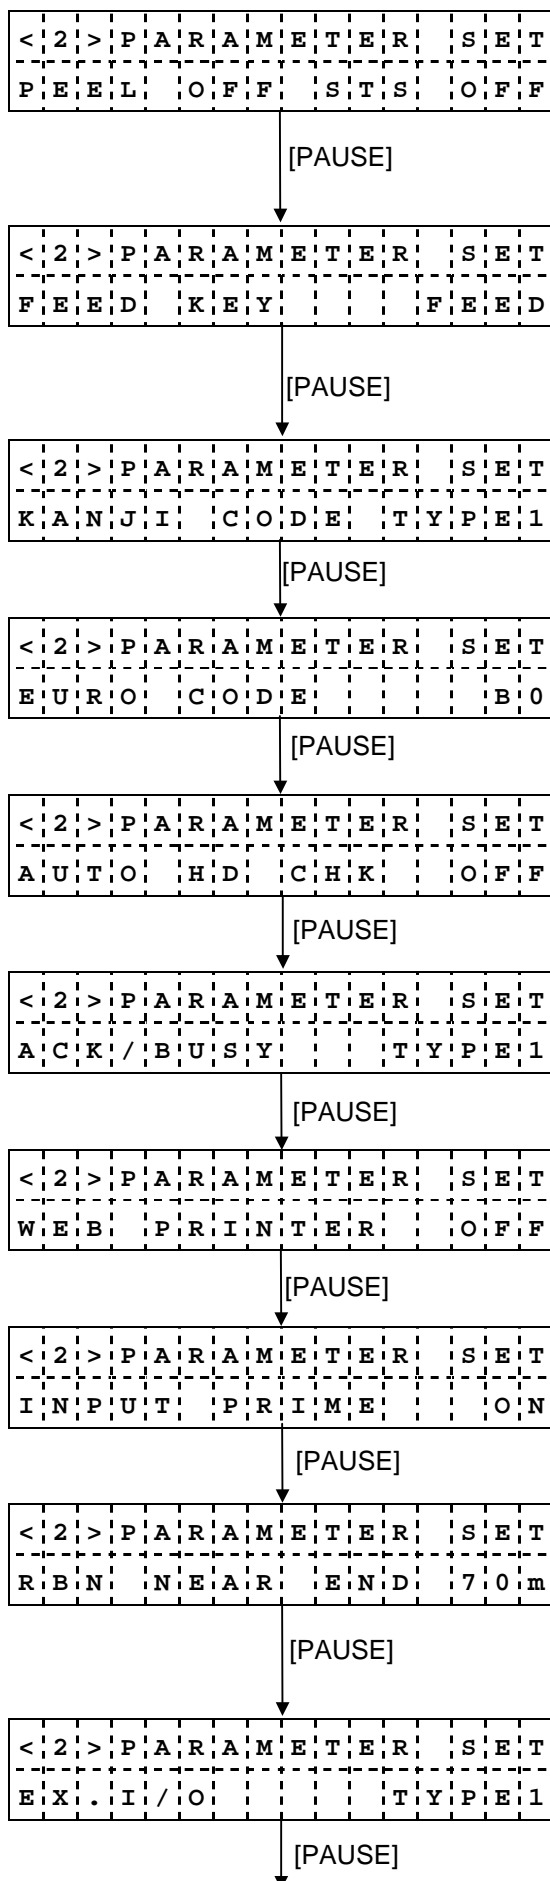 <2>PARAMETER SET
PEEL OFF STS OFF
[PAUSE]
<2>PARAMETER SET
FEED KEY    FEED
[PAUSE]
<2>PARAMETER SET
KANJI CODE TYPE1
[PAUSE]
<2>PARAMETER SET
EURO CODE     B0
[PAUSE]
<2>PARAMETER SET
AUTO HD CHK  OFF
[PAUSE]
<2>PARAMETER SET
ACK/BUSY   TYPE1
[PAUSE]
<2>PARAMETER SET
WEB PRINTER  OFF
[PAUSE]
<2>PARAMETER SET
INPUT PRIME   ON
[PAUSE]
<2>PARAMETER SET
RBN NEAR END 70m
[PAUSE]
<2>PARAMETER SET
EX.I/O     TYPE1
[PAUSE]